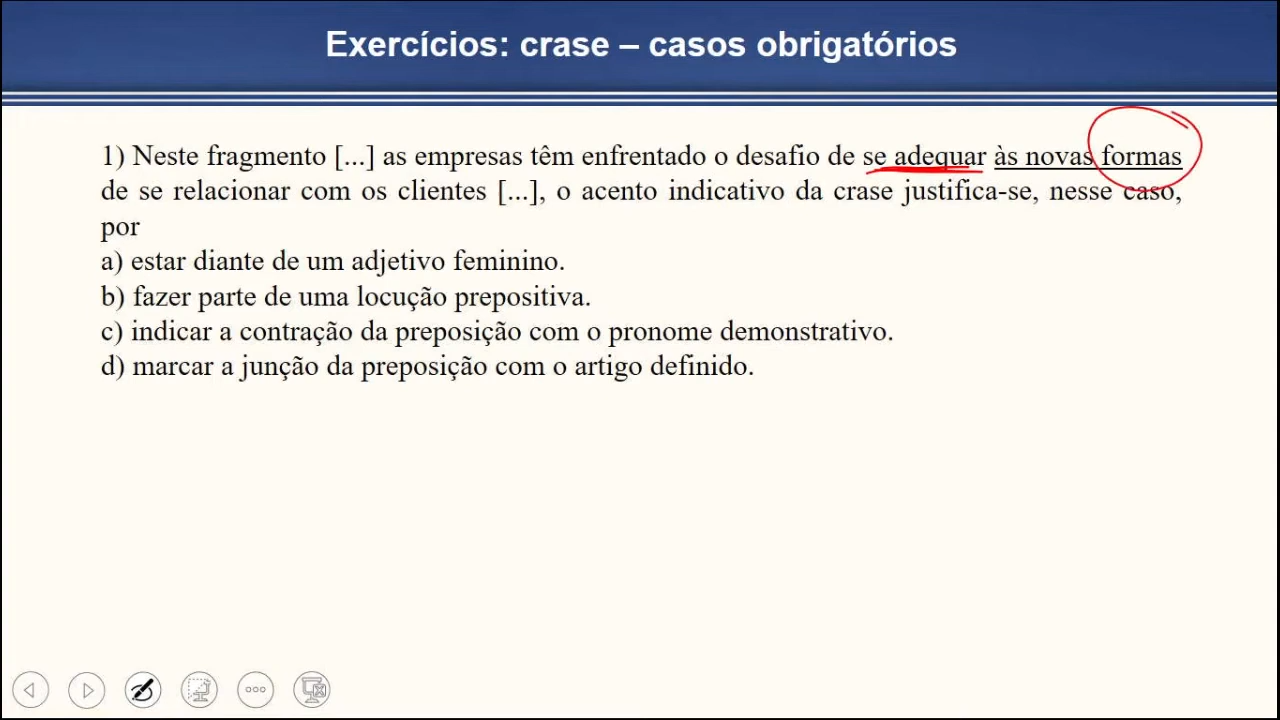 Exercícios: crase – casos obrigatórios
1) Neste fragmento [...] as empresas têm enfrentado o desafio de se adequar às novas formas
de se relacionar com os clientes [...], o acento indicativo da crase justifica-se, nesse caso,
por
a) estar diante de um adjetivo feminino.
b) fazer parte de uma locução prepositiva.
c) indicar a contração da preposição com o pronome demonstrativo.
d) marcar a junção da preposição com o artigo definido.